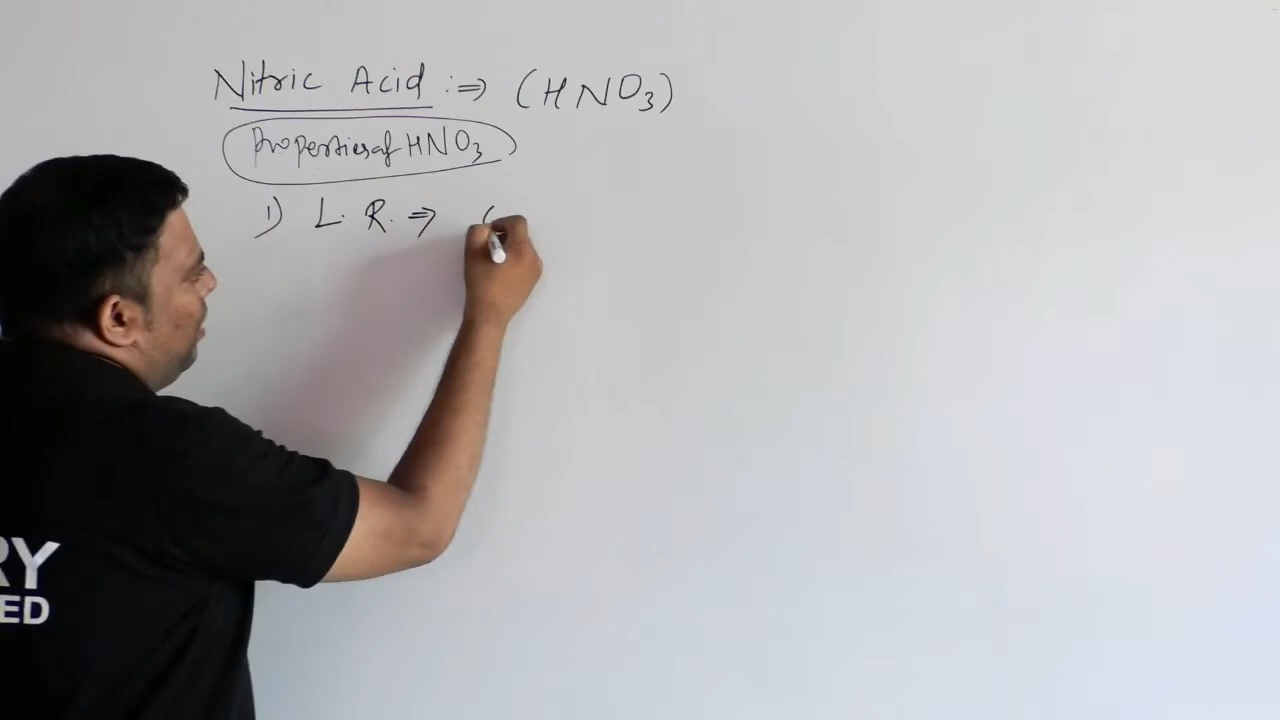 Nitric Acid :⇒ (HNO₃)
Properties of HNO₃
1) L. R. ⇒ (
RY
ED